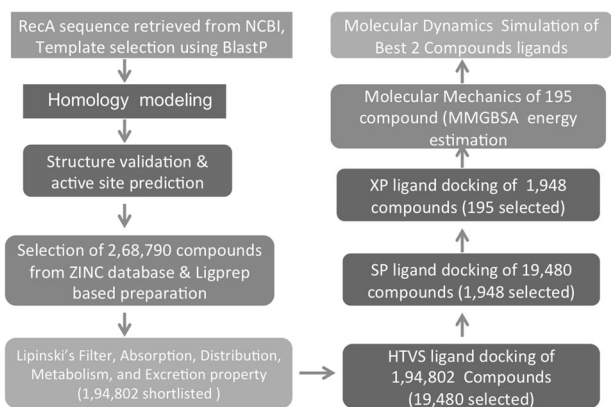 RecA sequence retrieved from NCBI,
Template selection using BlastP
Homology modeling
Structure validation &
active site prediction
Selection of 2,68,790 compounds
from ZINC database & Ligprep
based preparation
Lipinski's Filter, Absorption, Distribution,
Metabolism, and Excretion property
(1,94,802 shortlisted )
HTVS ligand docking of
1,94,802 Compounds
(19,480 selected)
SP ligand docking of 19,480
compounds (1,948 selected)
XP ligand docking of 1,948
compounds (195 selected)
Molecular Mechanics of 195
compound (MMGBSA energy
estimation
Molecular Dynamics Simulation of
Best 2 Compounds ligands